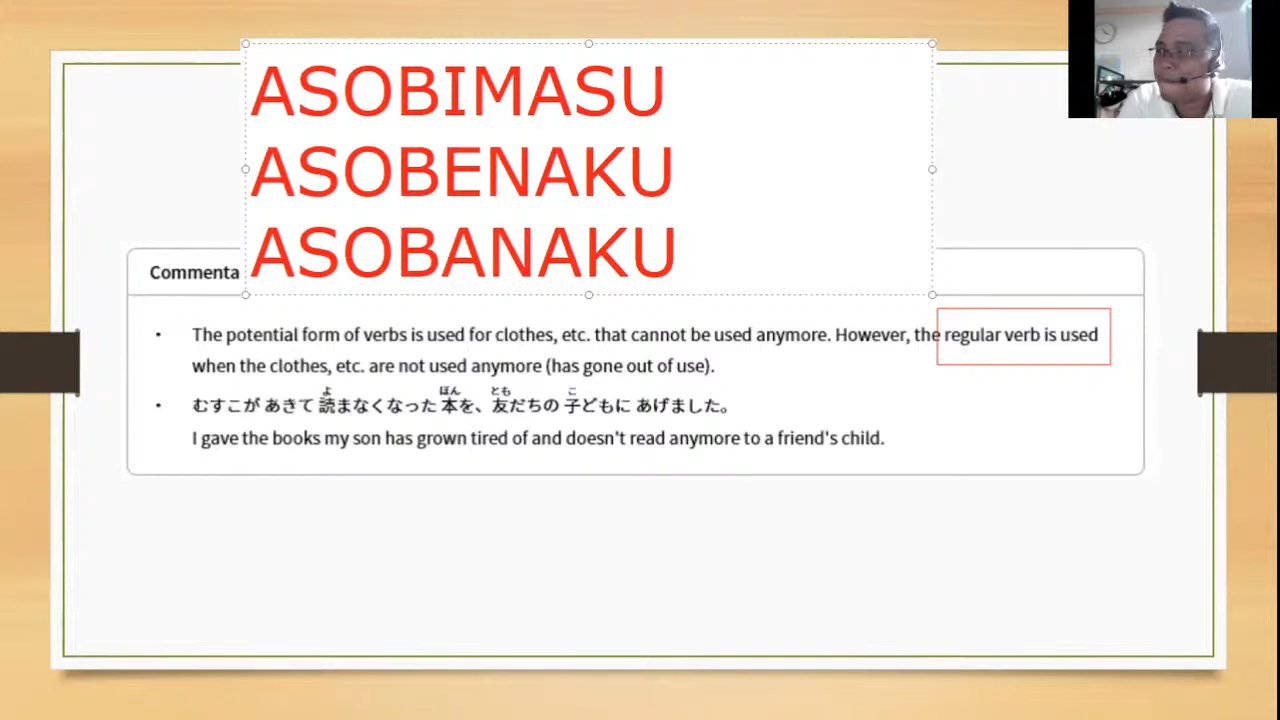 ASOBIMASU
ASOBENAKU
ASOBANAKU
Commenta
• The potential form of verbs is used for clothes, etc. that cannot be used anymore. However, the regular verb is used
when the clothes, etc. are not used anymore (has gone out of use).
よ ほん とも こ
• むすこが あきて 読まなくなった 本を、友だちの 子どもに あげました。
I gave the books my son has grown tired of and doesn't read anymore to a friend's child.